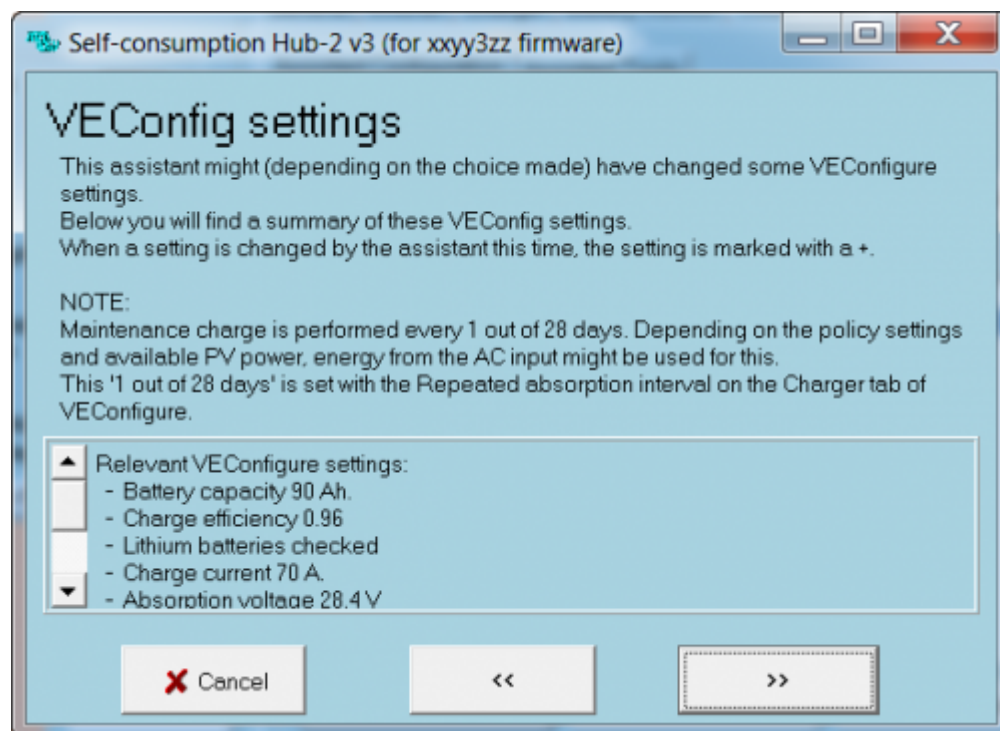 Self-consumption Hub-2 v3 (for xxyy3zz firmware)
VEConfig settings
This assistant might (depending on the choice made) have changed some VEConfigure
settings.
Below you will find a summary of these VEConfig settings.
When a setting is changed by the assistant this time, the setting is marked with a +.
NOTE:
Maintenance charge is performed every 1 out of 28 days. Depending on the policy settings
and available PV power, energy from the AC input might be used for this.
This '1 out of 28 days' is set with the Repeated absorption interval on the Charger tab of
VEConfigure.
Relevant VEConfigure settings:
- Battery capacity 90 Ah.
- Charge efficiency 0.96
- Lithium batteries checked
- Charge current 70 A.
- Absorption voltage 28.4 V
Cancel
<<
>>